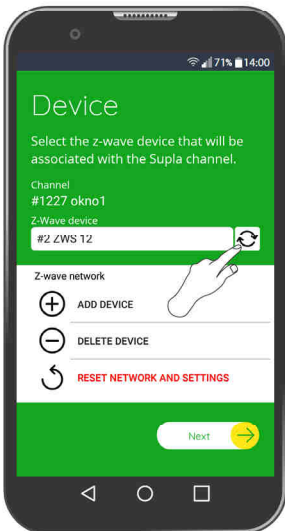 71% 14:00
Device
Select the z-wave device that will be
associated with the Supla channel.
Channel
#1227 okno1
Z-Wave device
#2 ZWS 12
Z-wave network
ADD DEVICE
DELETE DEVICE
RESET NETWORK AND SETTINGS
Next